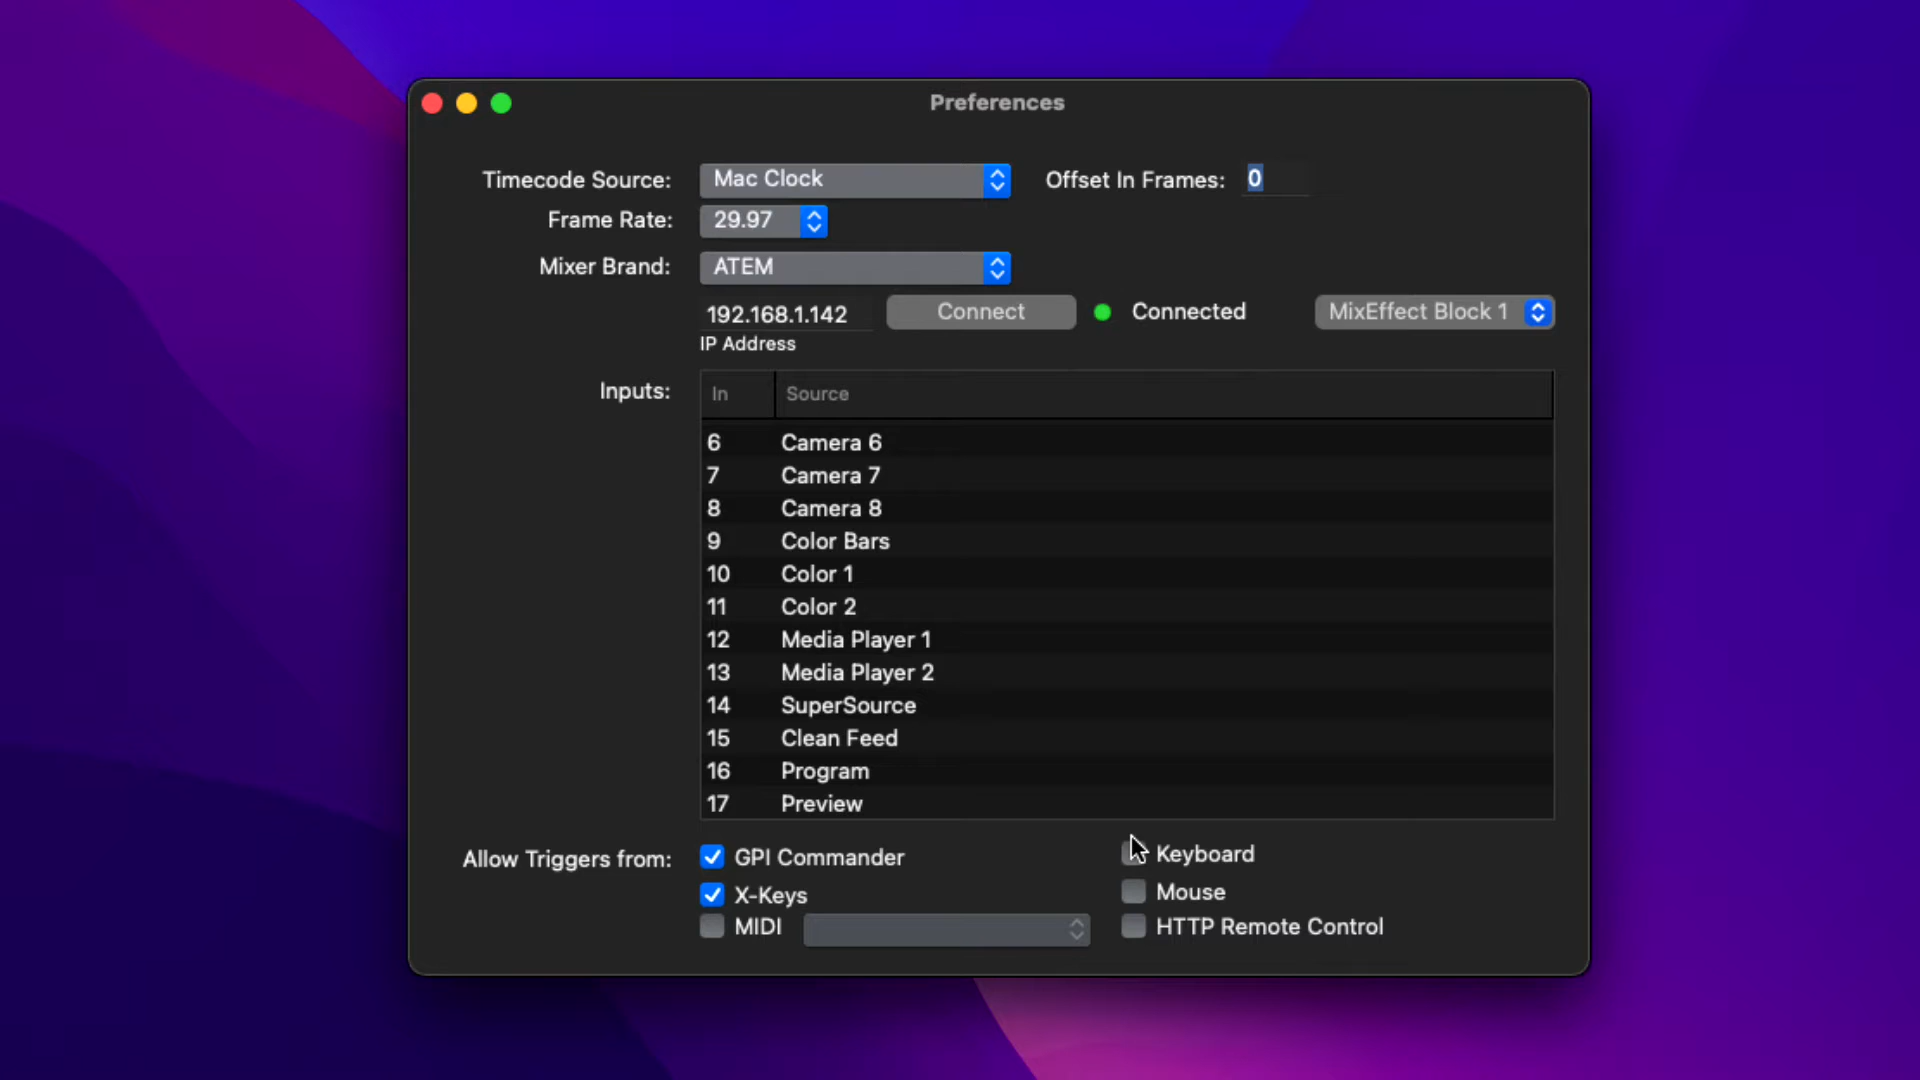 Preferences
Timecode Source: Mac Clock Offset In Frames: 0
Frame Rate: 29.97
Mixer Brand: ATEM
192.168.1.142 Connect Connected MixEffect Block 1
IP Address
Inputs: In Source
6 Camera 6
7 Camera 7
8 Camera 8
9 Color Bars
10 Color 1
11 Color 2
12 Media Player 1
13 Media Player 2
14 SuperSource
15 Clean Feed
16 Program
17 Preview
Allow Triggers from: GPI Commander Keyboard
X-Keys Mouse
MIDI HTTP Remote Control